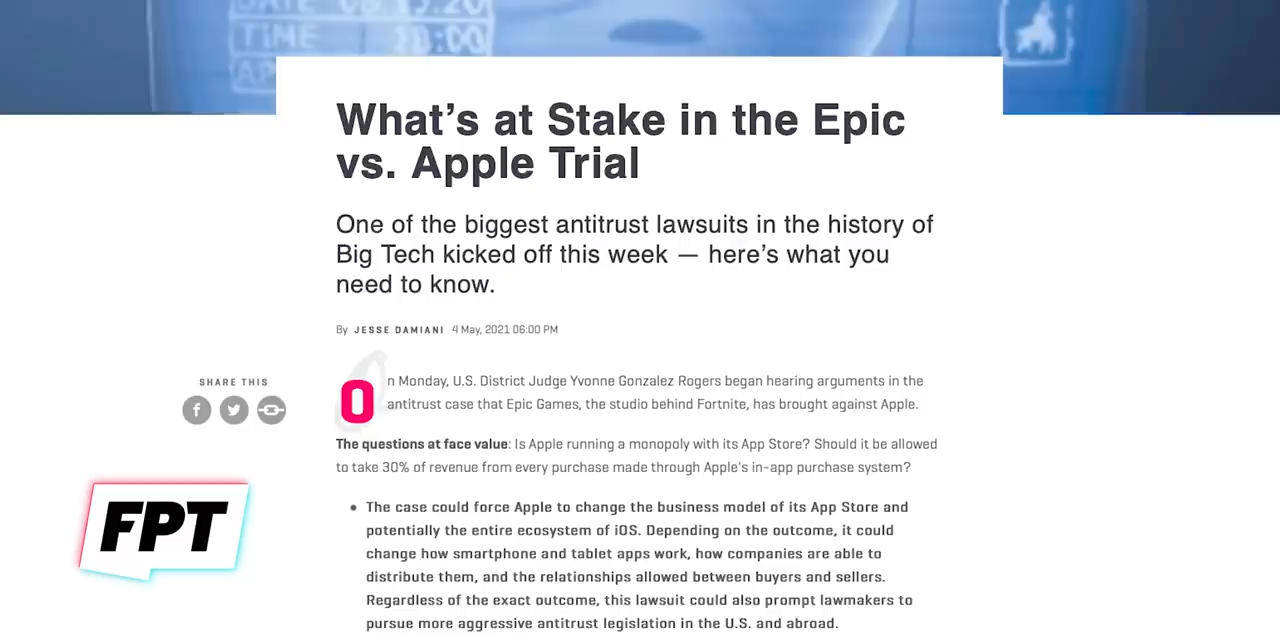 DATE 08.13.20
TIME
AP
What's at Stake in the Epic
vs. Apple Trial
One of the biggest antitrust lawsuits in the history of
Big Tech kicked off this week — here's what you
need to know.
By JESSE DAMIANI 4 May, 2021 06:00 PM
SHARE THIS
On Monday, U.S. District Judge Yvonne Gonzalez Rogers began hearing arguments in the
antitrust case that Epic Games, the studio behind Fortnite, has brought against Apple.
The questions at face value: Is Apple running a monopoly with its App Store? Should it be allowed
to take 30% of revenue from every purchase made through Apple's in-app purchase system?
• The case could force Apple to change the business model of its App Store and
potentially the entire ecosystem of iOS. Depending on the outcome, it could
change how smartphone and tablet apps work, how companies are able to
distribute them, and the relationships allowed between buyers and sellers.
Regardless of the exact outcome, this lawsuit could also prompt lawmakers to
pursue more aggressive antitrust legislation in the U.S. and abroad.
FPT